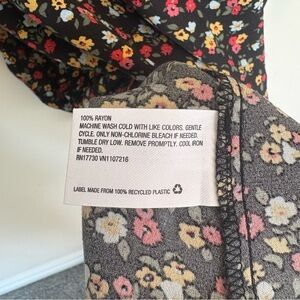 100% RAYON
MACHINE WASH COLD WITH LIKE COLORS. GENTLE
CYCLE. ONLY NON-CHLORINE BLEACH IF NEEDED.
TUMBLE DRY LOW. REMOVE PROMPTLY. COOL IRON
IF NEEDED.
RN17730 VN1107216
LABEL MADE FROM 100% RECYCLED PLASTIC